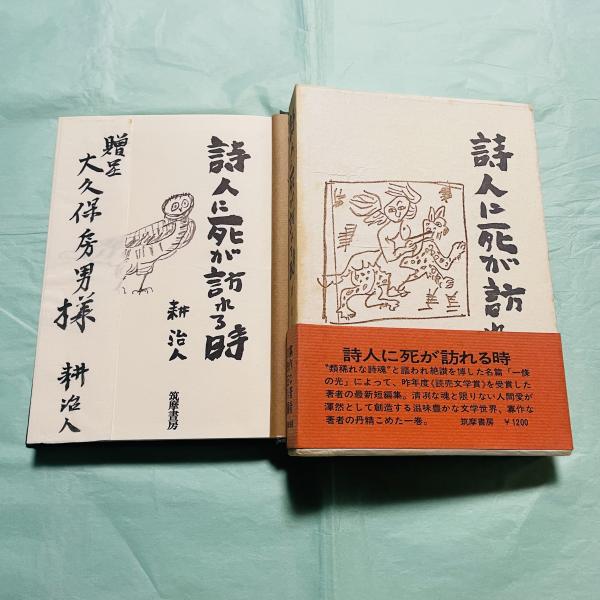 詩人に死が訪れる時
耕治人
筑摩書房
贈呈
大久保房男様
耕治人
詩人に死が訪れ
詩人に死が訪れる時
“類稀れな詩魂”と謳われ絶讃を博した名篇「一條
の光」によって、昨年度《読売文学賞》を受賞した
著者の最新短編集。清冽な魂と限りない人間愛が
渾然として創造する滋味豊かな文学世界、寡作な
著者の丹精こめた一巻。
筑摩書房 ￥1200